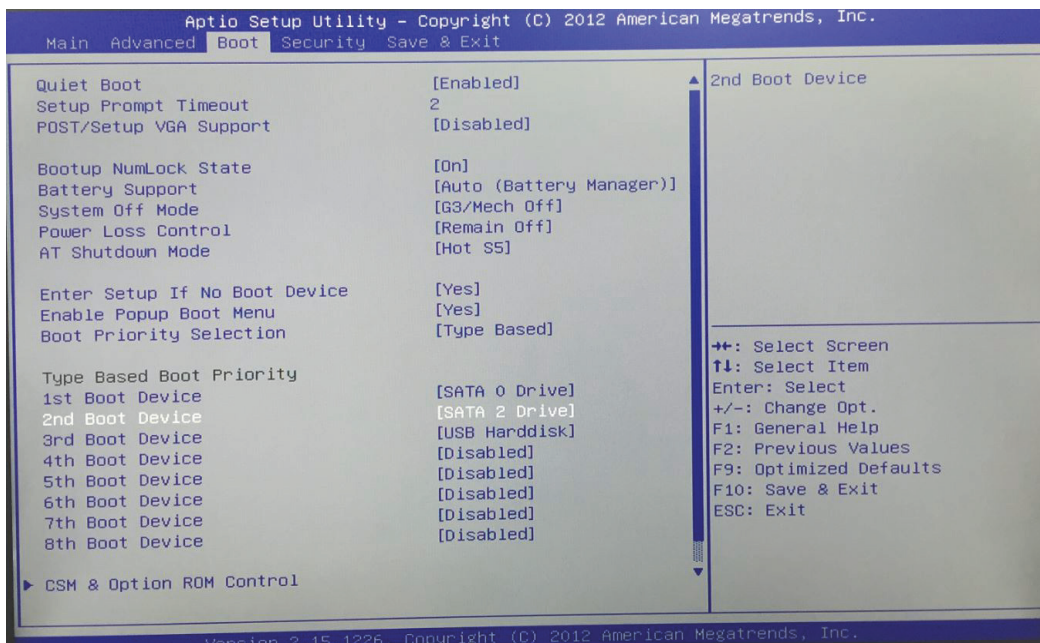 Aptio Setup Utility – Copyright (C) 2012 American Megatrends, Inc.
Main Advanced Boot Security Save & Exit
Quiet Boot [Enabled]
Setup Prompt Timeout 2
POST/Setup VGA Support [Disabled]
Bootup NumLock State [On]
Battery Support [Auto (Battery Manager)]
System Off Mode [G3/Mech Off]
Power Loss Control [Remain Off]
AT Shutdown Mode [Hot S5]
Enter Setup If No Boot Device [Yes]
Enable Popup Boot Menu [Yes]
Boot Priority Selection [Type Based]
Type Based Boot Priority
1st Boot Device [SATA 0 Drive]
2nd Boot Device [SATA 2 Drive]
3rd Boot Device [USB Harddisk]
4th Boot Device [Disabled]
5th Boot Device [Disabled]
6th Boot Device [Disabled]
7th Boot Device [Disabled]
8th Boot Device [Disabled]
► CSM & Option ROM Control
2nd Boot Device
→←: Select Screen
↑↓: Select Item
Enter: Select
+/-: Change Opt.
F1: General Help
F2: Previous Values
F9: Optimized Defaults
F10: Save & Exit
ESC: Exit
Version 2.15.1226. Copyright (C) 2012 American Megatrends, Inc.